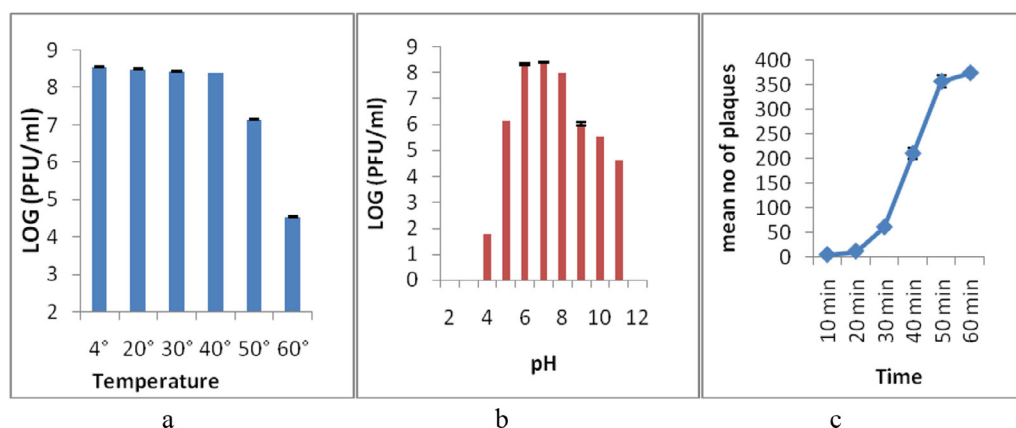 9
8
7
6
5
4
3
2
LOG (PFU/ml)
4° 20° 30° 40° 50° 60°
Temperature
a
9
8
7
6
5
4
3
2
1
0
LOG (PFU/ml)
2 4 6 8 10 12
pH
b
400
350
300
250
200
150
100
50
0
mean no of plaques
10 min
20 min
30 min
40 min
50 min
60 min
Time
c